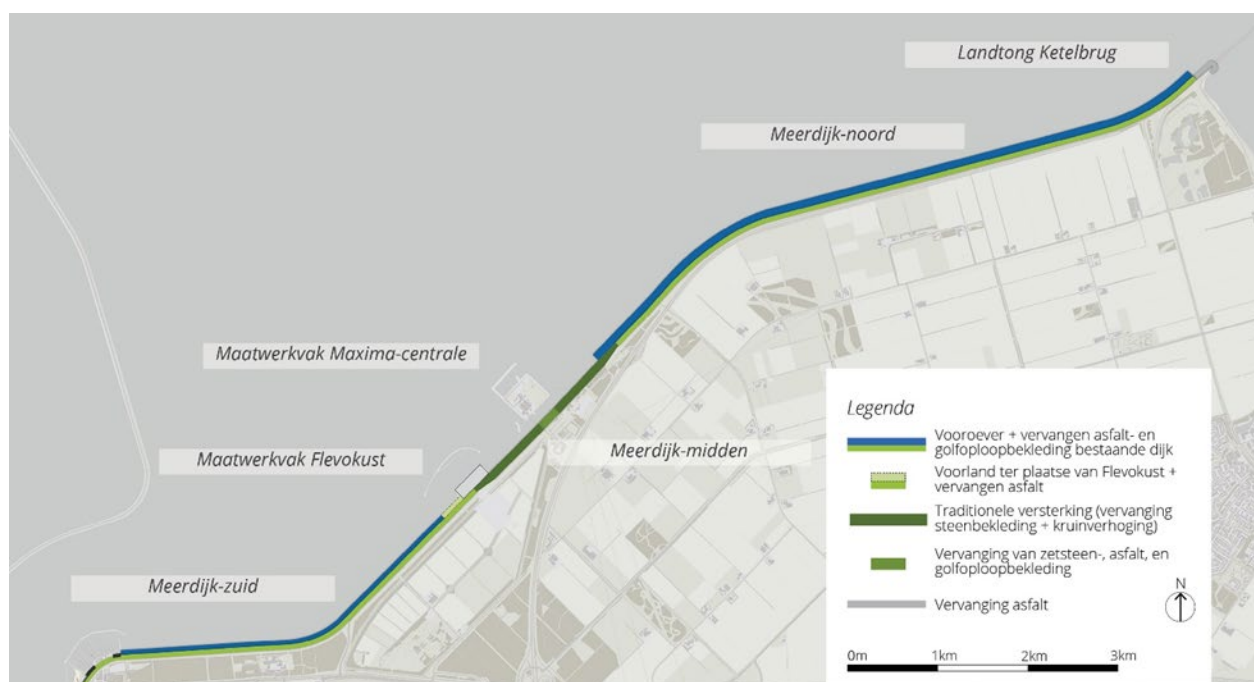 Landtong Ketelbrug
Meerdijk-noord
Maatwerkvak Maxima-centrale
Meerdijk-midden
Maatwerkvak Flevokust
Meerdijk-zuid
Legenda
Vooroever + vervangen asfalt- en
golfoploopbekleding bestaande dijk
Voorland ter plaatse van Flevokust +
vervangen asfalt
Traditionele versterking (vervanging
steenbekleding + kruinverhoging)
Vervanging van zetsteen-, asfalt, en
golfoploopbekleding
Vervanging asfalt
N
0m 1km 2km 3km